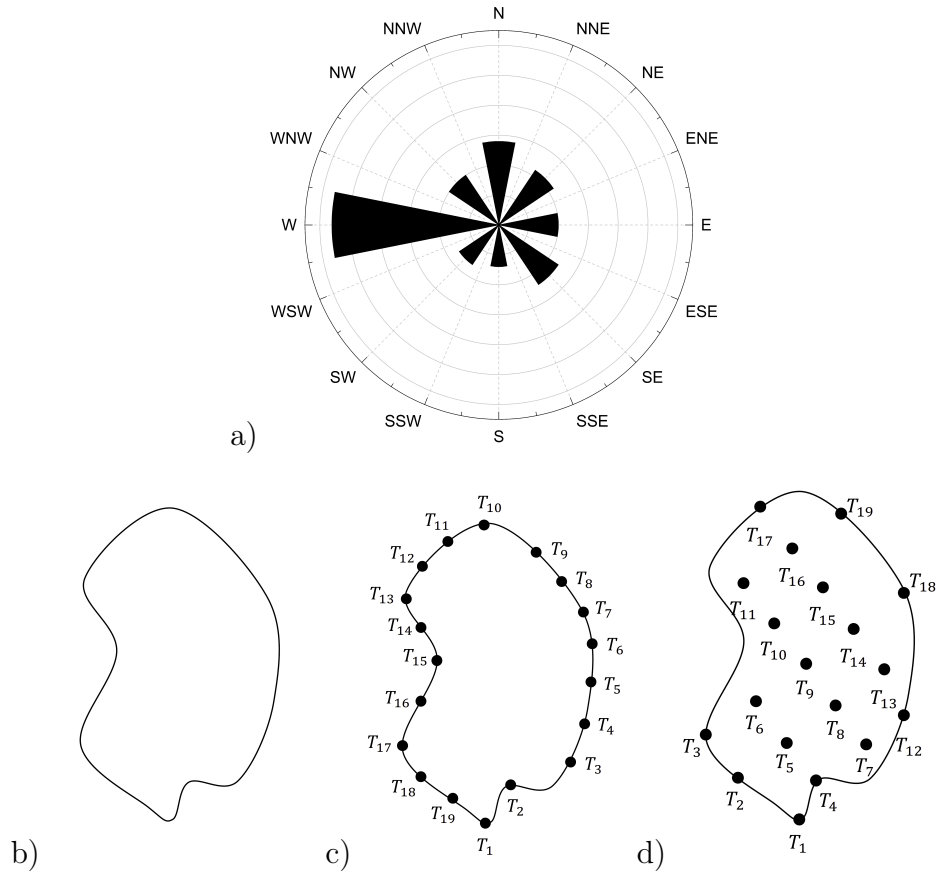 N
NNW NNE
NW NE
WNW ENE
W E
WSW ESE
SW SE
SSW SSE
S
a)
b)
T10
T11
T12 T9
T13 T8
T14 T7
T15 T6
T16 T5
T17 T4
T18 T3
T19 T2
T1
c)
T19
T17
T16 T18
T11 T15
T10 T14
T9 T13
T6 T8 T12
T3 T5 T7
T2 T4
T1
d)